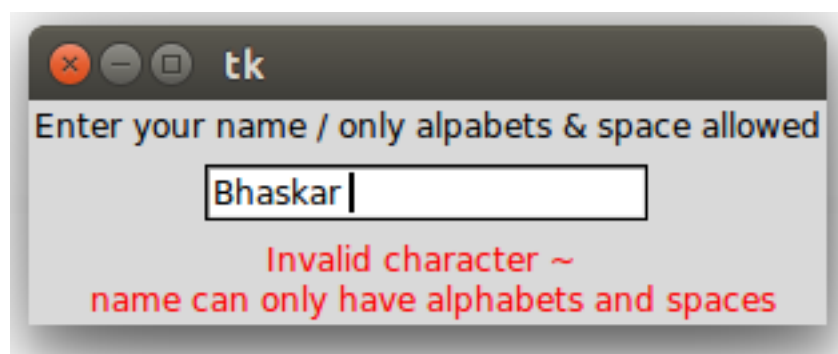 tk
Enter your name / only alpabets & space allowed
Bhaskar
Invalid character ~
name can only have alphabets and spaces